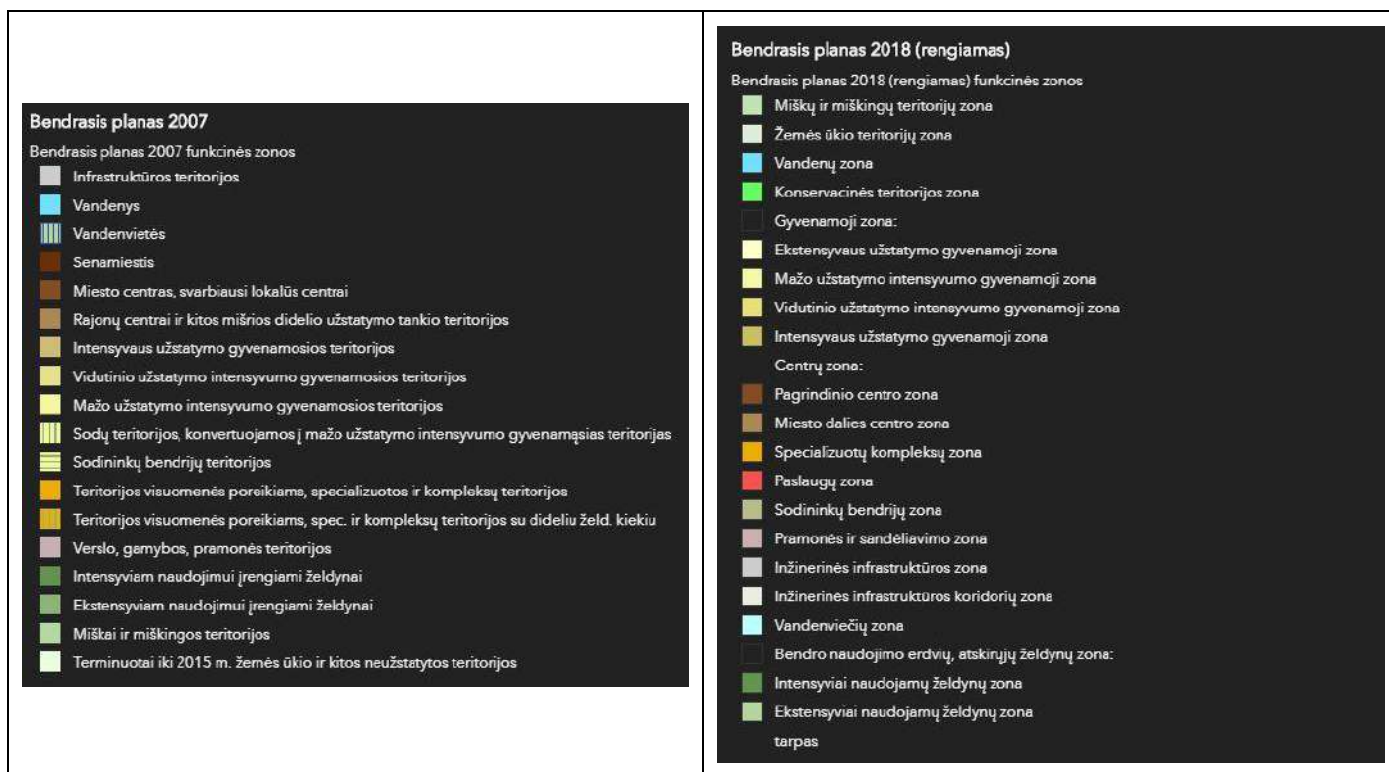 Bendrasis planas 2007
Bendrasis planas 2007 funkcinės zonos
Infrastruktūros teritorijos
Vandenys
Vandenvietės
Senamiestis
Miesto centras, svarbiausi lokalūs centrai
Rajonų centrai ir kitos mišrios didelio užstatymo tankio teritorijos
Intensyvaus užstatymo gyvenamosios teritorijos
Vidutinio užstatymo intensyvumo gyvenamosios teritorijos
Mažo užstatymo intensyvumo gyvenamosios teritorijos
Sodų teritorijos, konvertuojamos į mažo užstatymo intensyvumo gyvenamąsias teritorijas
Sodininkų bendrijų teritorijos
Teritorijos visuomenės poreikiams, specializuotos ir kompleksų teritorijos
Teritorijos visuomenės poreikiams, spec. ir kompleksų teritorijos su dideliu želd. kiekiu
Verslo, gamybos, pramonės teritorijos
Intensyviam naudojimui įrengiami želdynai
Ekstensyviam naudojimui įrengiami želdynai
Miškai ir miškingos teritorijos
Terminuotai iki 2015 m. žemės ūkio ir kitos neužstatytos teritorijos
Bendrasis planas 2018 (rengiamas)
Bendrasis planas 2018 (rengiamas) funkcinės zonos
Miškų ir miškingų teritorijų zona
Žemės ūkio teritorijų zona
Vandenų zona
Konservacinės teritorijos zona
Gyvenamoji zona:
Ekstensyvaus užstatymo gyvenamoji zona
Mažo užstatymo intensyvumo gyvenamoji zona
Vidutinio užstatymo intensyvumo gyvenamoji zona
Intensyvaus užstatymo gyvenamoji zona
Centrų zona:
Pagrindinio centro zona
Miesto dalies centro zona
Specializuotų kompleksų zona
Paslaugų zona
Sodininkų bendrijų zona
Pramonės ir sandėliavimo zona
Inžinerinės infrastruktūros zona
Inžinerinės infrastruktūros koridorių zona
Vandenviečių zona
Bendro naudojimo erdvių, atskirųjų želdynų zona:
Intensyviai naudojamų želdynų zona
Ekstensyviai naudojamų želdynų zona
tarpas